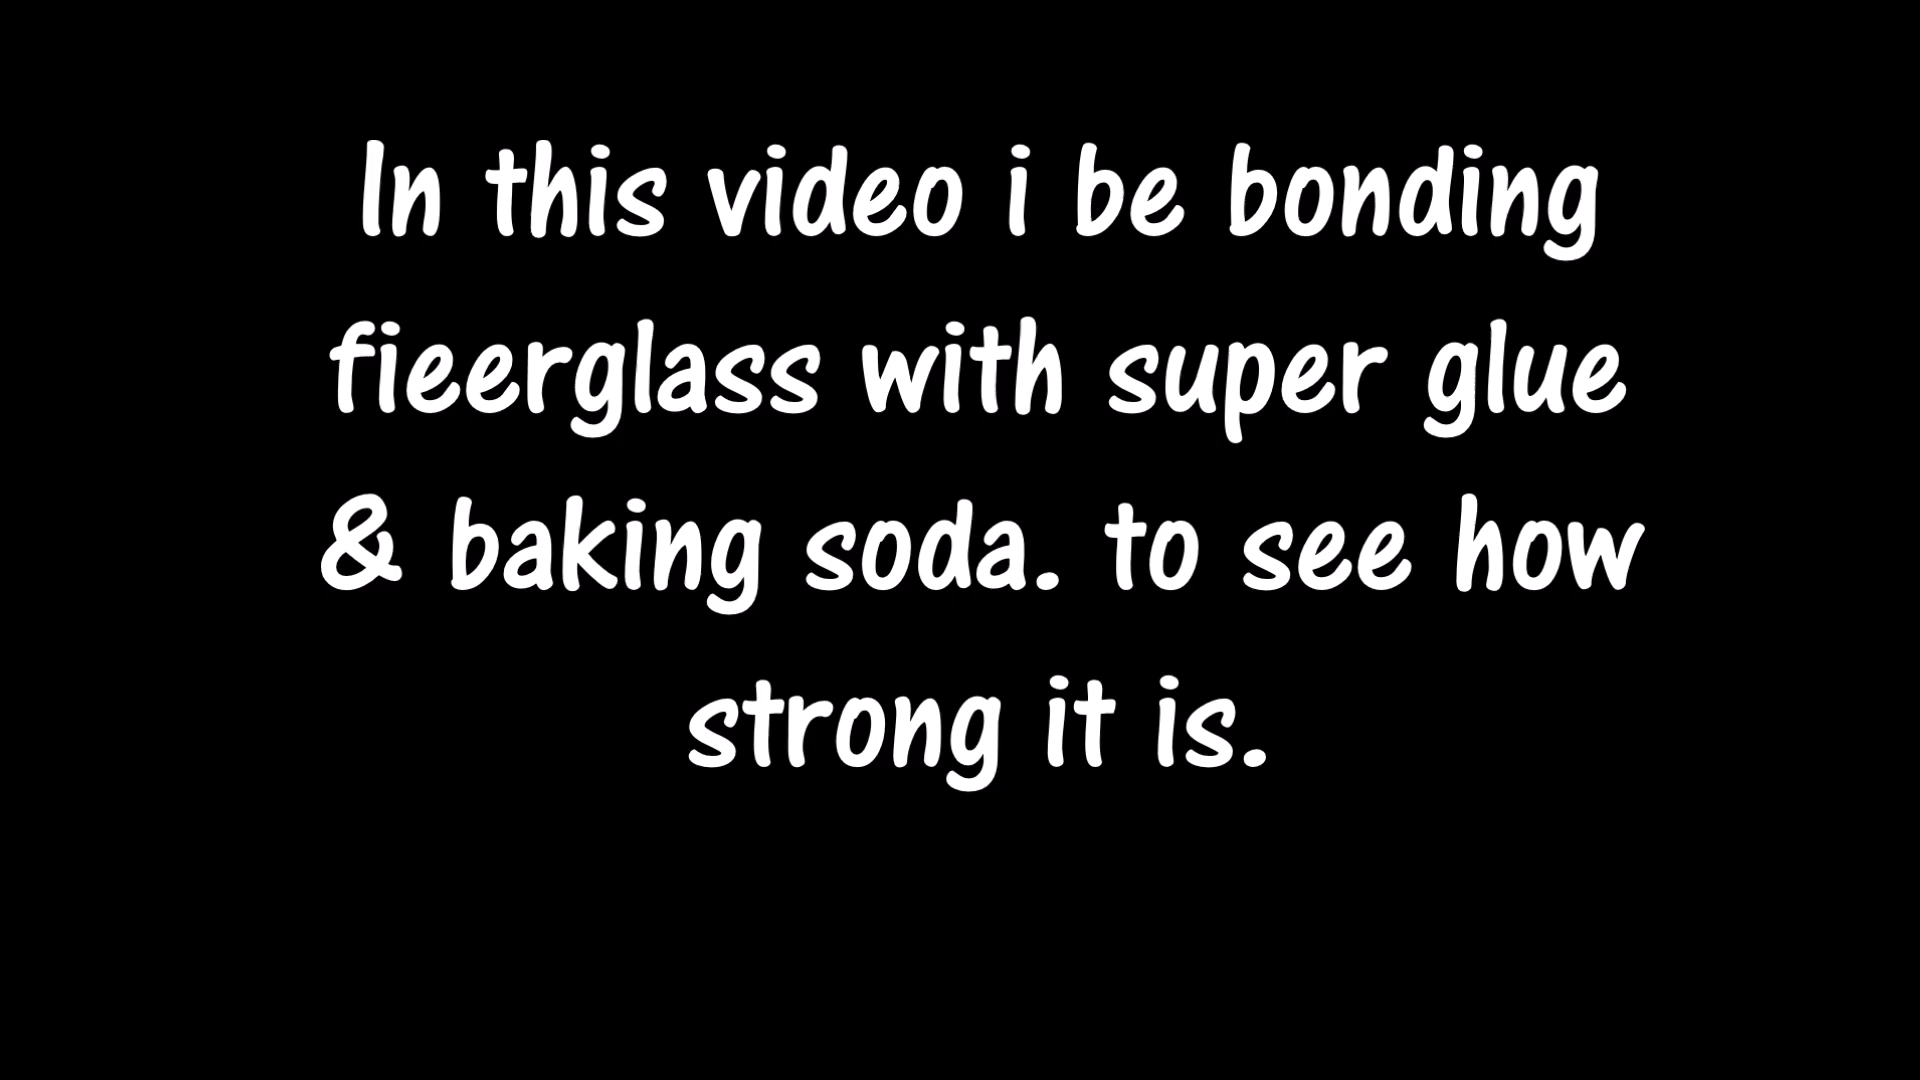 In this video i be bonding
fieerglass with super glue
& baking soda. to see how
strong it is.